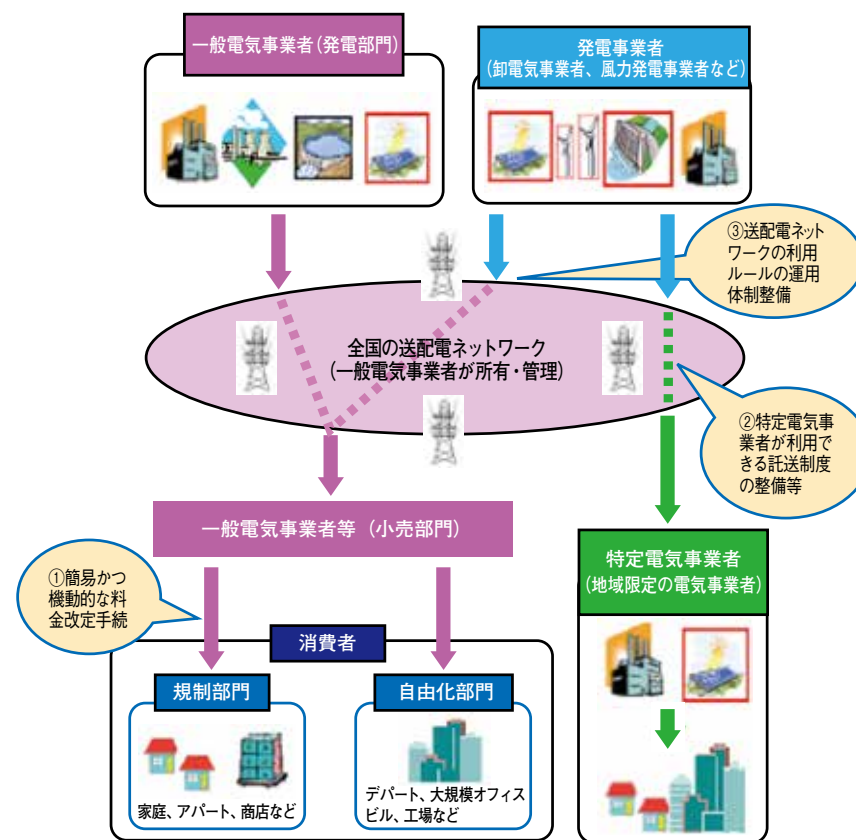 一般電気事業者(発電部門)
発電事業者
(卸電気事業者、風力発電事業者など)
③送配電ネット
ワークの利用
ルールの運用
体制整備
全国の送配電ネットワーク
(一般電気事業者が所有・管理)
②特定電気事
業者が利用で
きる託送制度
の整備等
一般電気事業者等(小売部門)
特定電気事業者
(地域限定の電気事業者)
①簡易かつ
機動的な料
金改定手続
消費者
規制部門
自由化部門
家庭、アパート、商店など
デパート、大規模オフィス
ビル、工場など